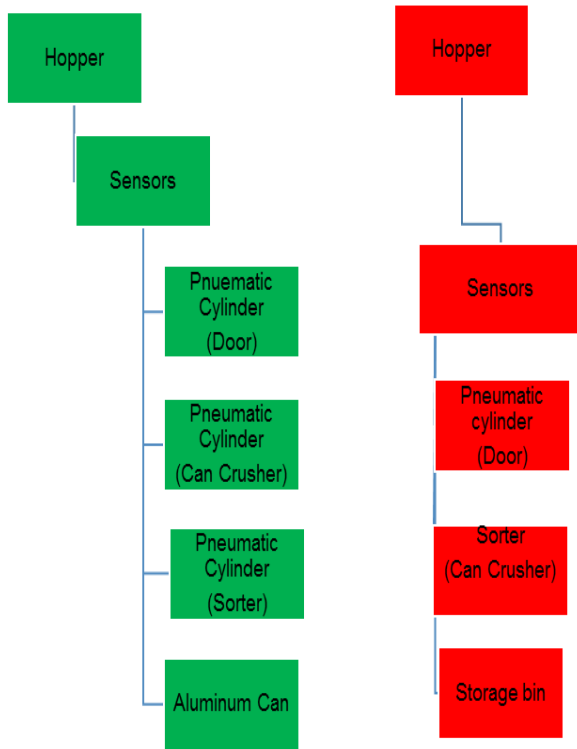 Hopper
Sensors
Pnuematic
Cylinder
(Door)
Pneumatic
Cylinder
(Can Crusher)
Pneumatic
Cylinder
(Sorter)
Aluminum Can
Hopper
Sensors
Pneumatic
cylinder
(Door)
Sorter
(Can Crusher)
Storage bin